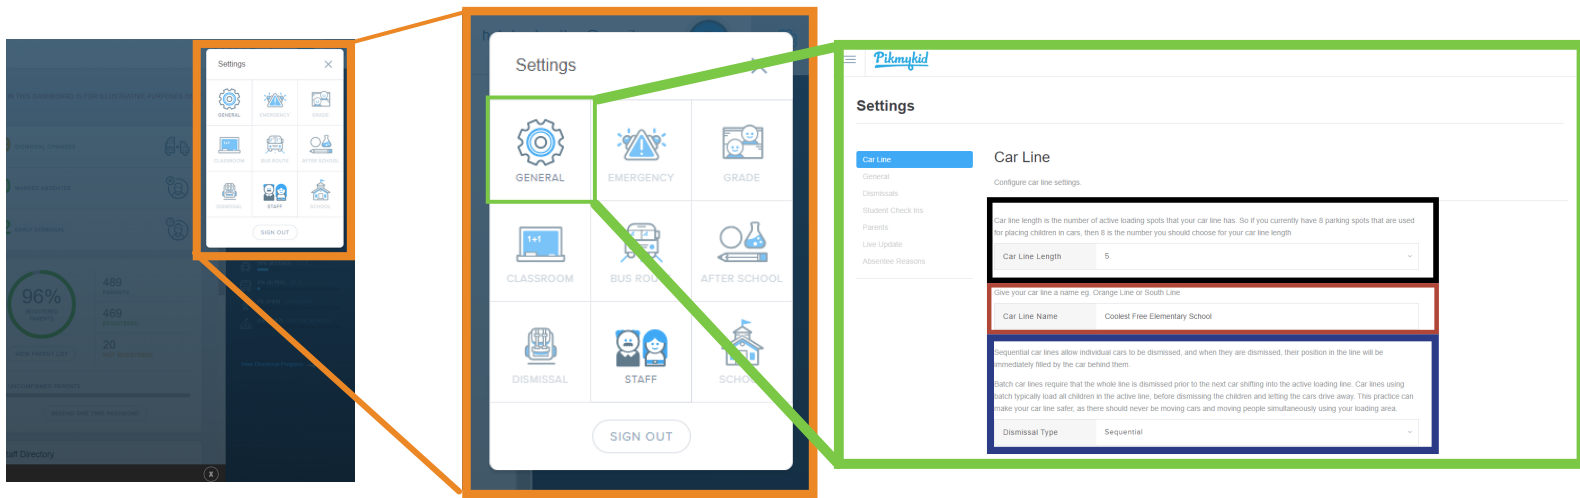 Settings
GENERAL
EMERGENCY
GRADE
CLASSROOM
BUS ROUTE
AFTER SCHOOL
DISMISSAL
STAFF
SCHOOL
SIGN OUT
96%
REGISTERED
PARENTS
489
469
20
Settings
GENERAL
EMERGENCY
GRADE
1+1
CLASSROOM
BUS ROU
AFTER SCHOOL
DISMISSAL
STAFF
SCHO
SIGN OUT
Pikmykid
Settings
Car Line
General
Dismissals
Student Check Ins
Parents
Live Update
Absentee Reasons
Car Line
Configure car line settings.
Car line length is the number of active loading spots that your car line has. So if you currently have 8 parking spots that are used
for placing children in cars, then 8 is the number you should choose for your car line length
Car Line Length 5
Give your car line a name eg. Orange Line or South Line
Car Line Name Coolest Free Elementary School
Sequential car lines allow individual cars to be dismissed, and when they are dismissed, their position in the line will be
immediately filled by the car behind them.
Batch car lines require that the whole line is dismissed prior to the next car shifting into the active loading line. Car lines using
batch typically load all children in the active line, before dismissing the children and letting the cars drive away. This practice can
make your car line safer, as there should never be moving cars and moving people simultaneously using your loading area.
Dismissal Type Sequential